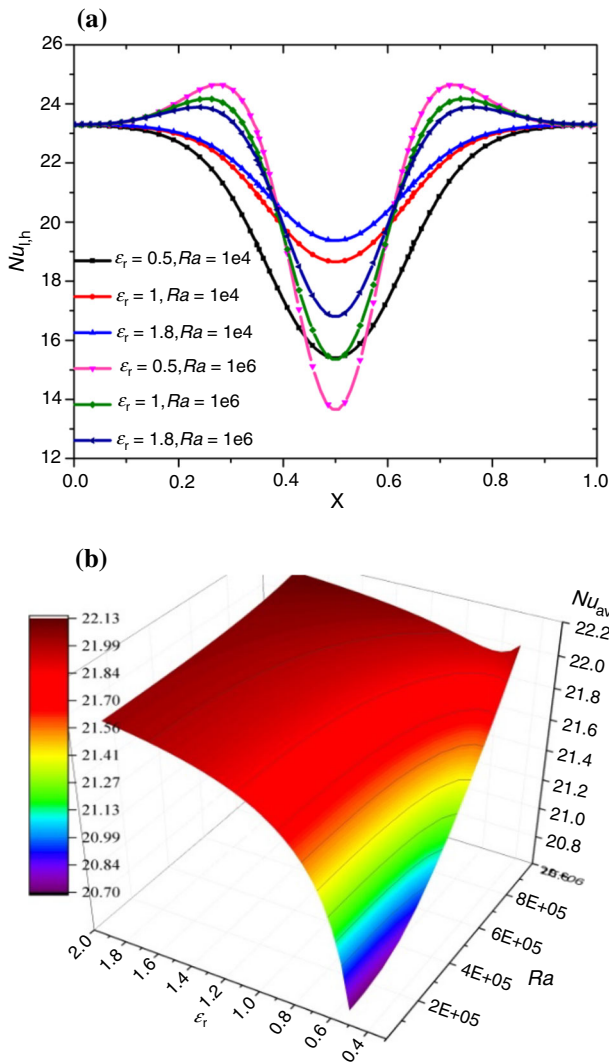 (a)
26
24
22
20
18
16
14
12
Nu_l,h
ε_r = 0.5, Ra = 1e4
ε_r = 1, Ra = 1e4
ε_r = 1.8, Ra = 1e4
ε_r = 0.5, Ra = 1e6
ε_r = 1, Ra = 1e6
ε_r = 1.8, Ra = 1e6
0.0 0.2 0.4 0.6 0.8 1.0
X
(b)
22.13
21.99
21.84
21.70
21.56
21.41
21.27
21.13
20.99
20.84
20.70
Nu_av
22.2
22.0
21.8
21.6
21.4
21.2
21.0
20.8
8E+05
6E+05
4E+05
2E+05
Ra
2.0
1.8
1.6
1.4
1.2
1.0
0.8
0.6
0.4
ε_r